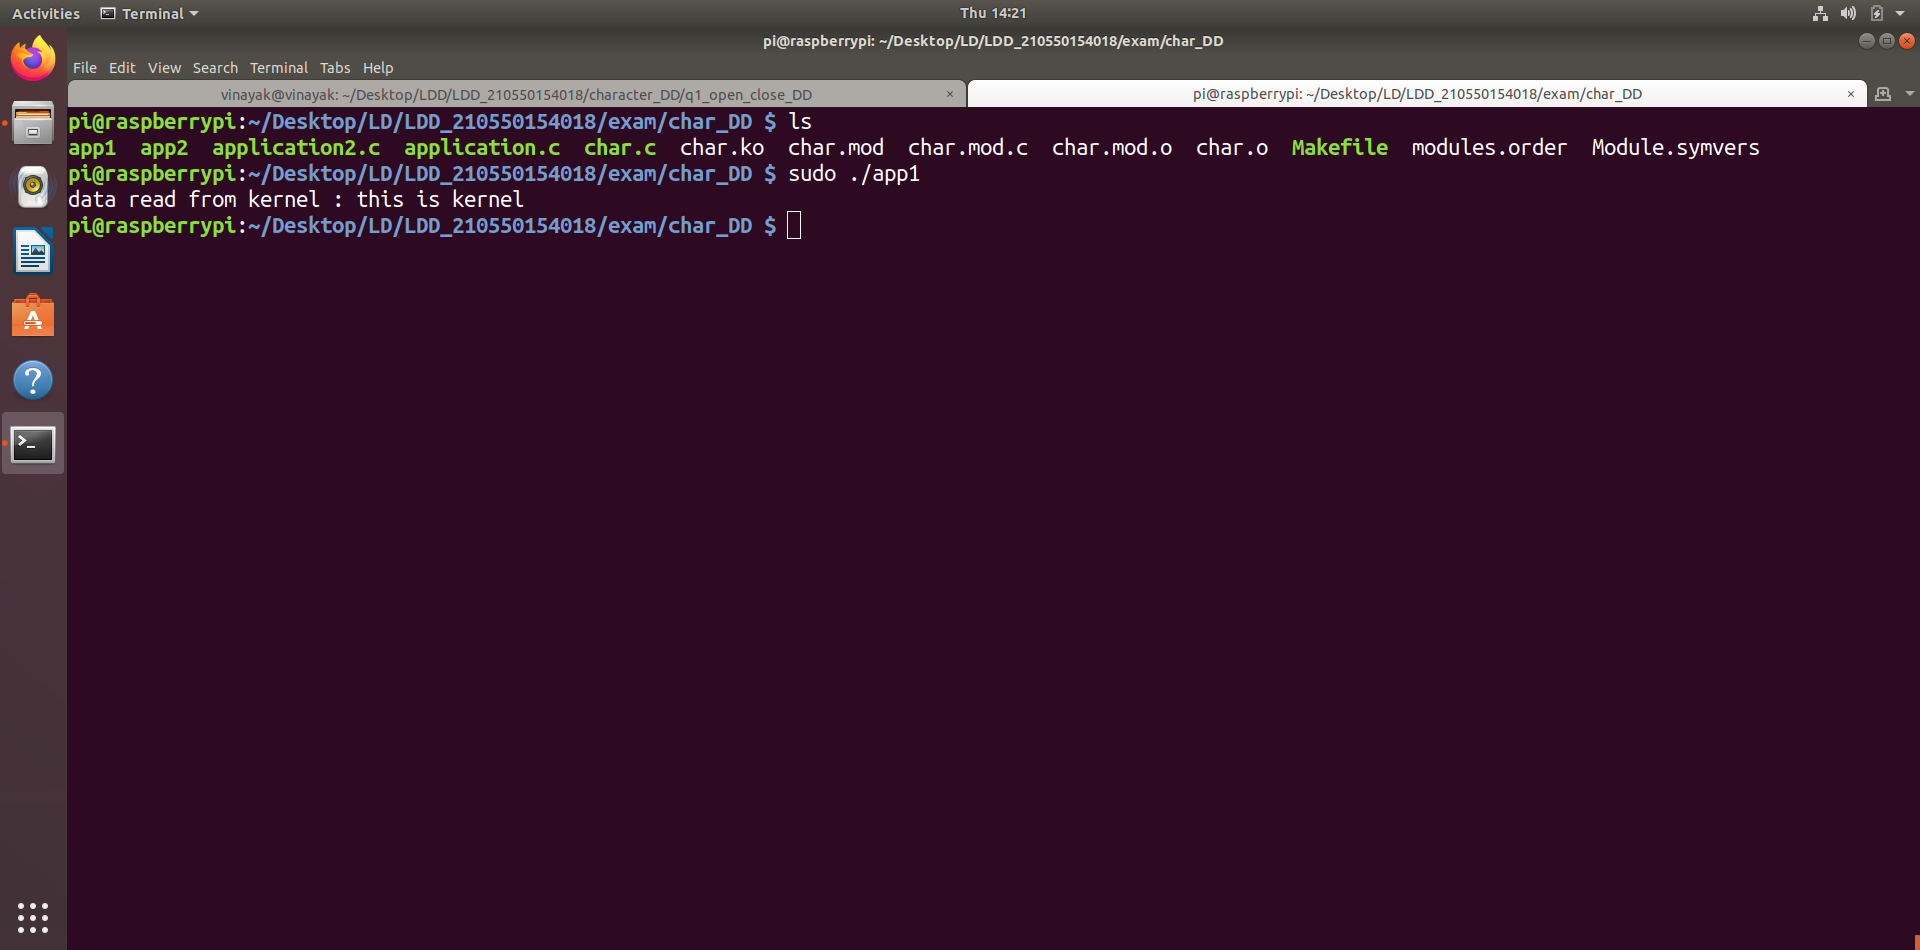 Activities Terminal Thu 14:21
pi@raspberrypi: ~/Desktop/LD/LDD_210550154018/exam/char_DD
File Edit View Search Terminal Tabs Help
vinayak@vinayak: ~/Desktop/LDD/LDD_210550154018/character_DD/q1_open_close_DD × pi@raspberrypi: ~/Desktop/LD/LDD_210550154018/exam/char_DD ×
pi@raspberrypi:~/Desktop/LD/LDD_210550154018/exam/char_DD $ ls
app1 app2 application2.c application.c char.c char.ko char.mod char.mod.c char.mod.o char.o Makefile modules.order Module.symvers
pi@raspberrypi:~/Desktop/LD/LDD_210550154018/exam/char_DD $ sudo ./app1
data read from kernel : this is kernel
pi@raspberrypi:~/Desktop/LD/LDD_210550154018/exam/char_DD $